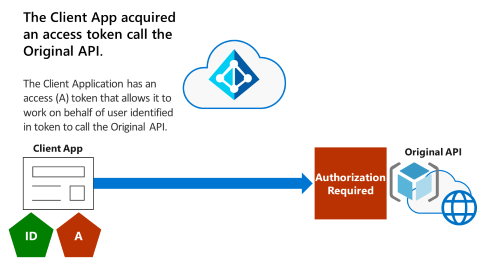 The Client App acquired
an access token call the
Original API.
The Client Application has an
access (A) token that allows it to
work on behalf of user identified
in token to call the Original API.
Client App
Original API
Authorization
Required
ID
A